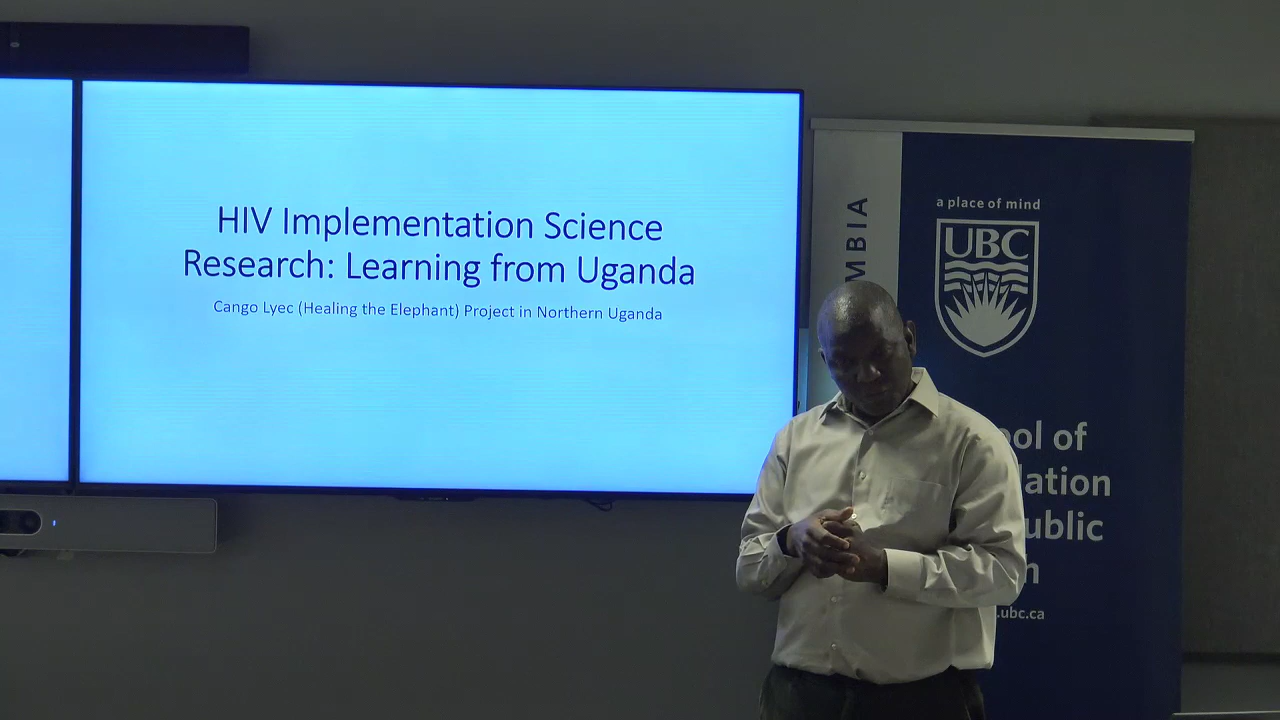 HIV Implementation Science
Research: Learning from Uganda
Cango Lyec (Healing the Elephant) Project in Northern Uganda
MBIA
a place of mind
UBC
ool of
lation
ublic
.ubc.ca